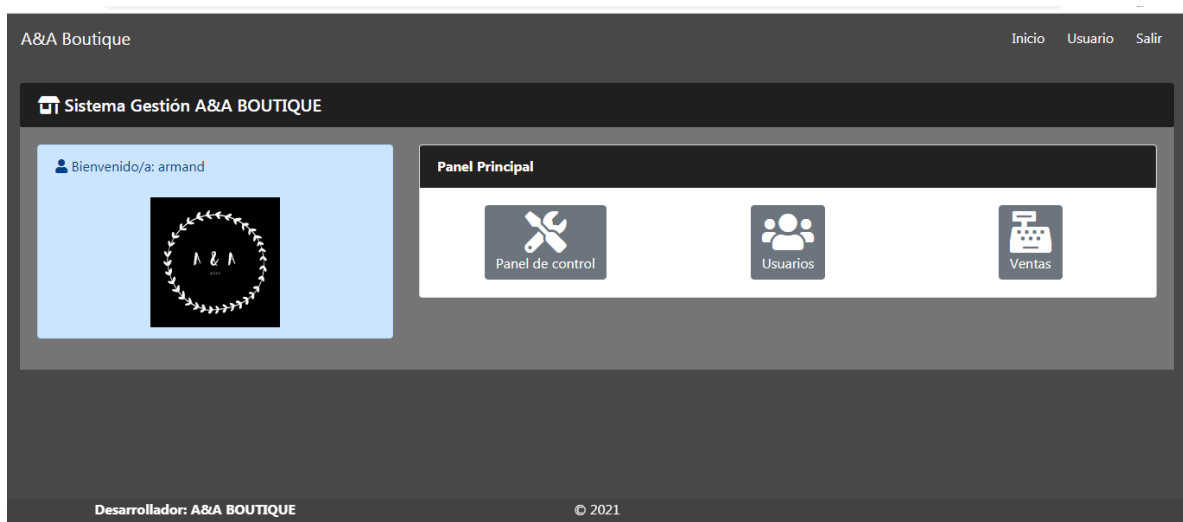 A&A Boutique
Inicio Usuario Salir
Sistema Gestión A&A BOUTIQUE
Bienvenido/a: armand
A & A
Panel Principal
Panel de control
Usuarios
Ventas
Desarrollador: A&A BOUTIQUE
© 2021